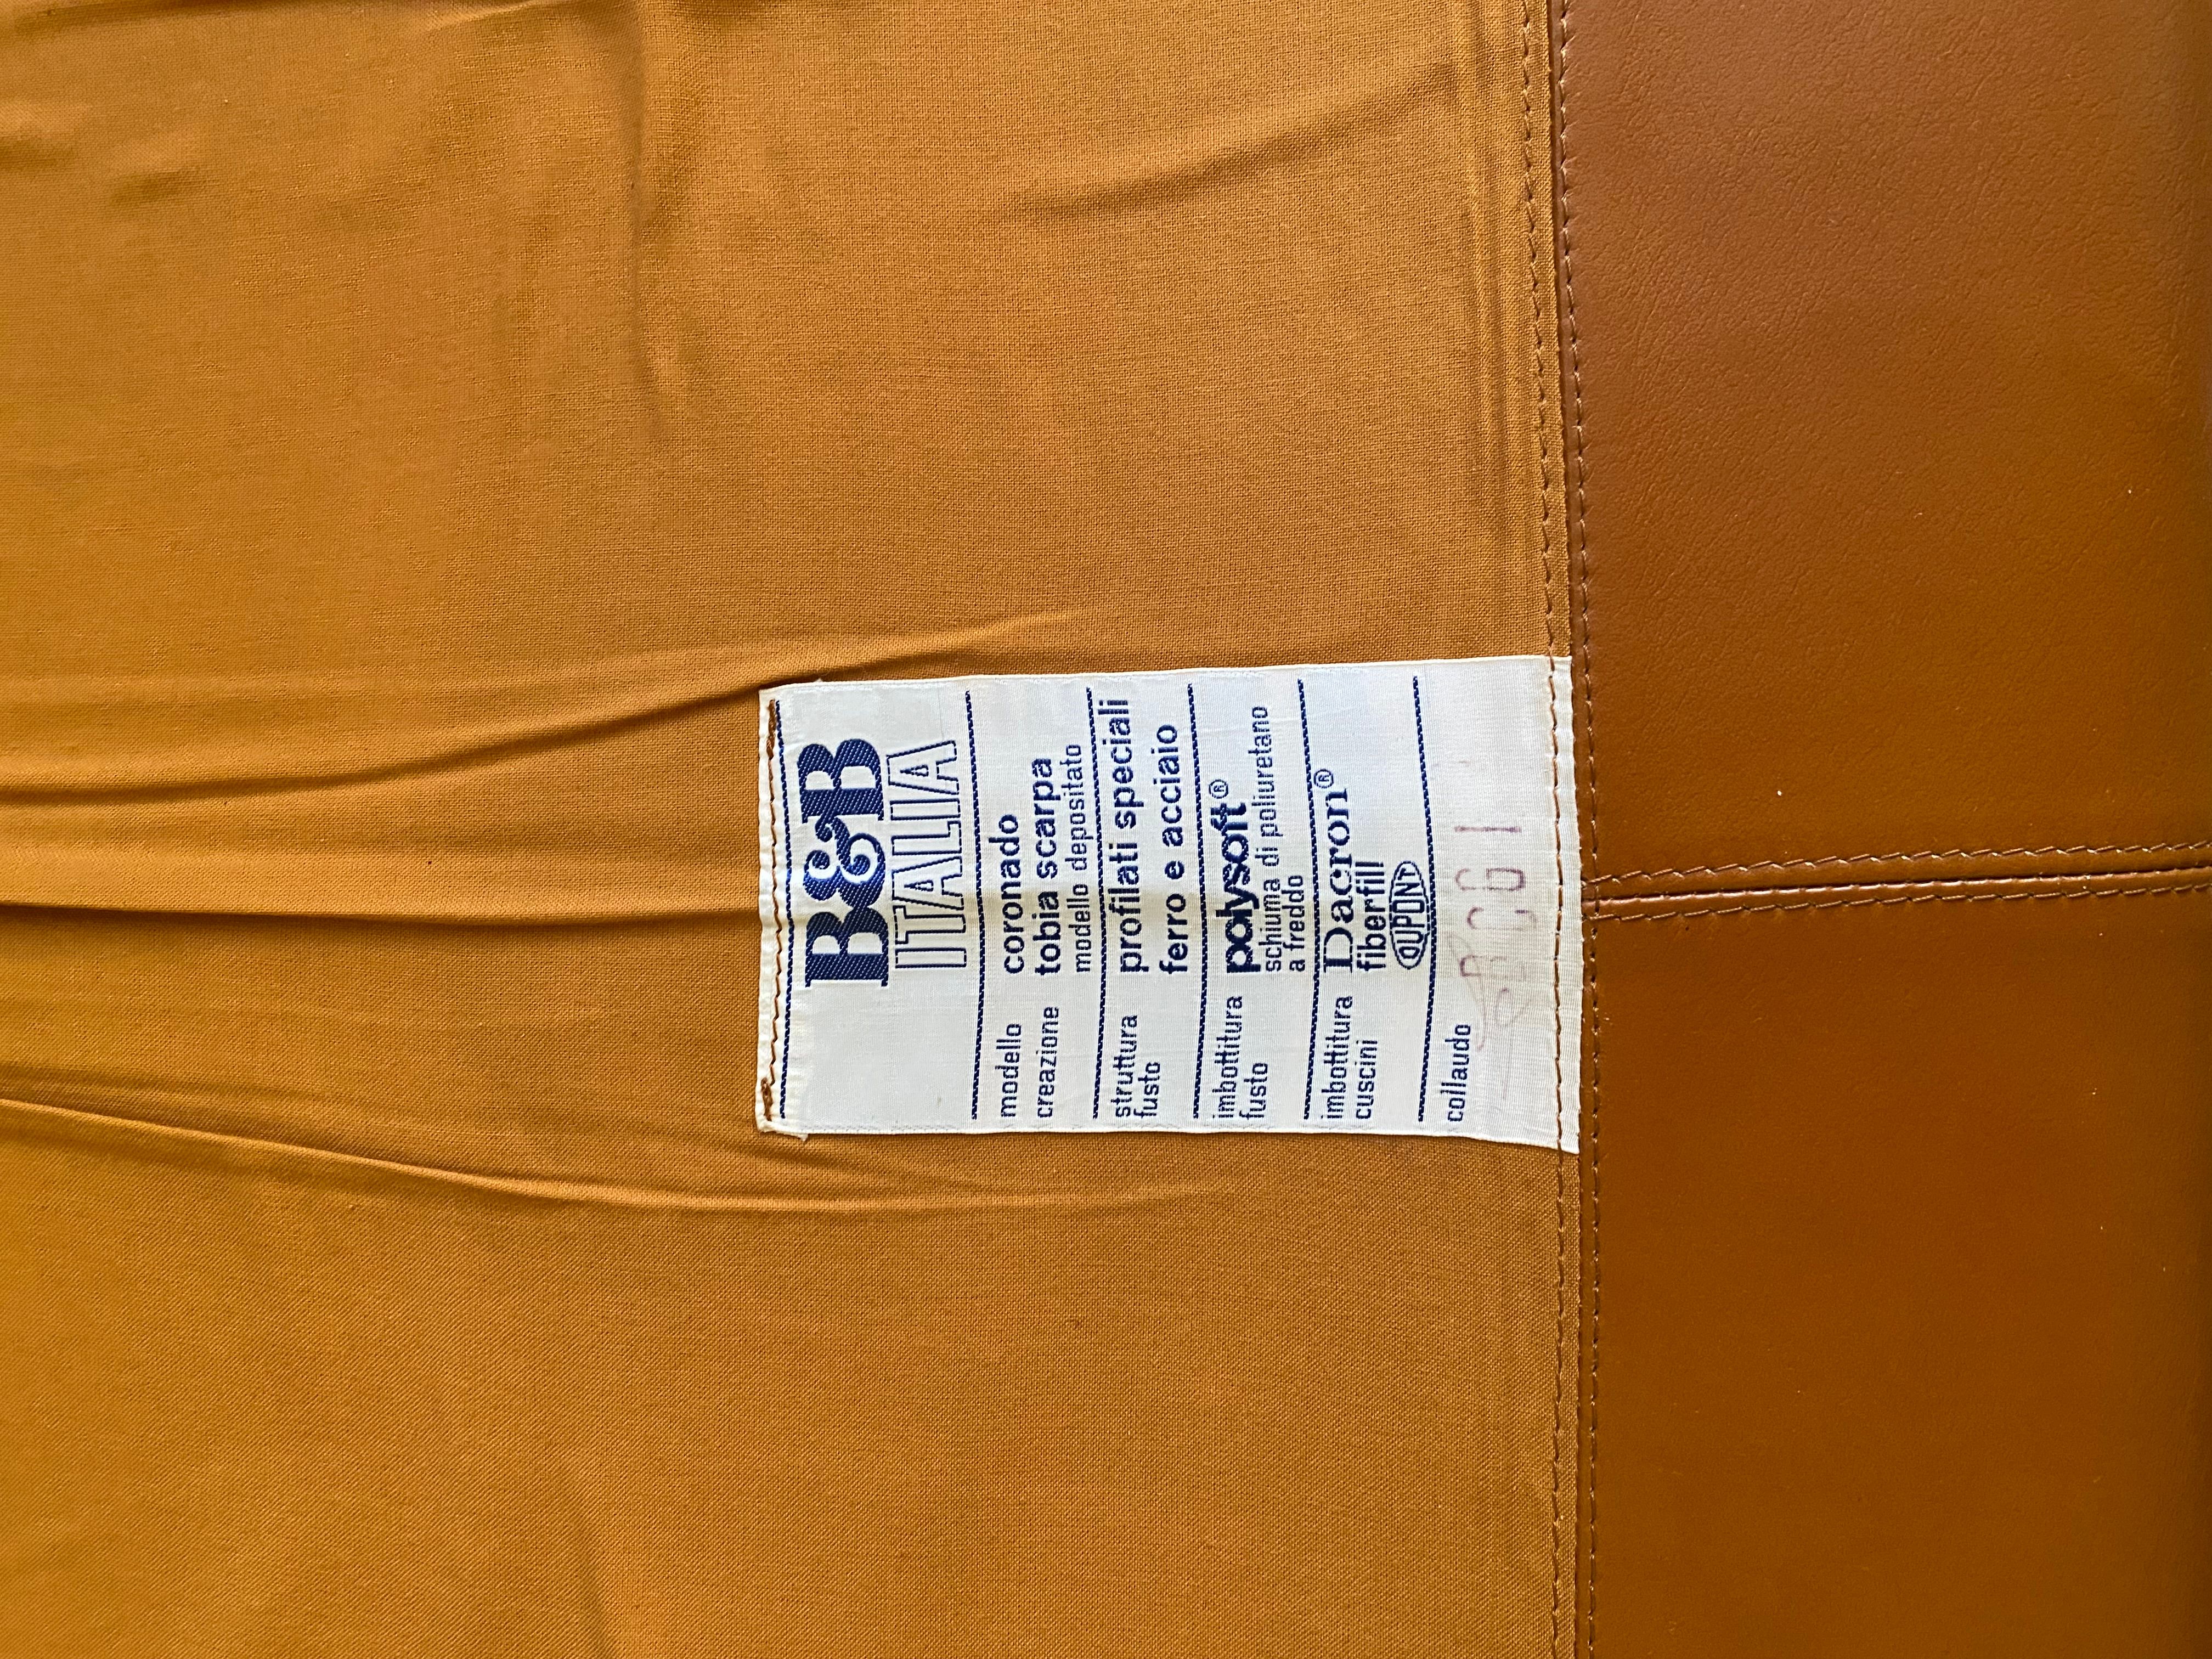 B&B
ITALIA
modello coronado
creazione tobia scarpa
modello depositato
struttura profilati speciali
fusto ferro e acciaio
imbottitura polysoft®
fusto schiuma di poliuretano
a freddo
imbottitura Dacron®
cuscini fiberfill
DUPONT
collaudo